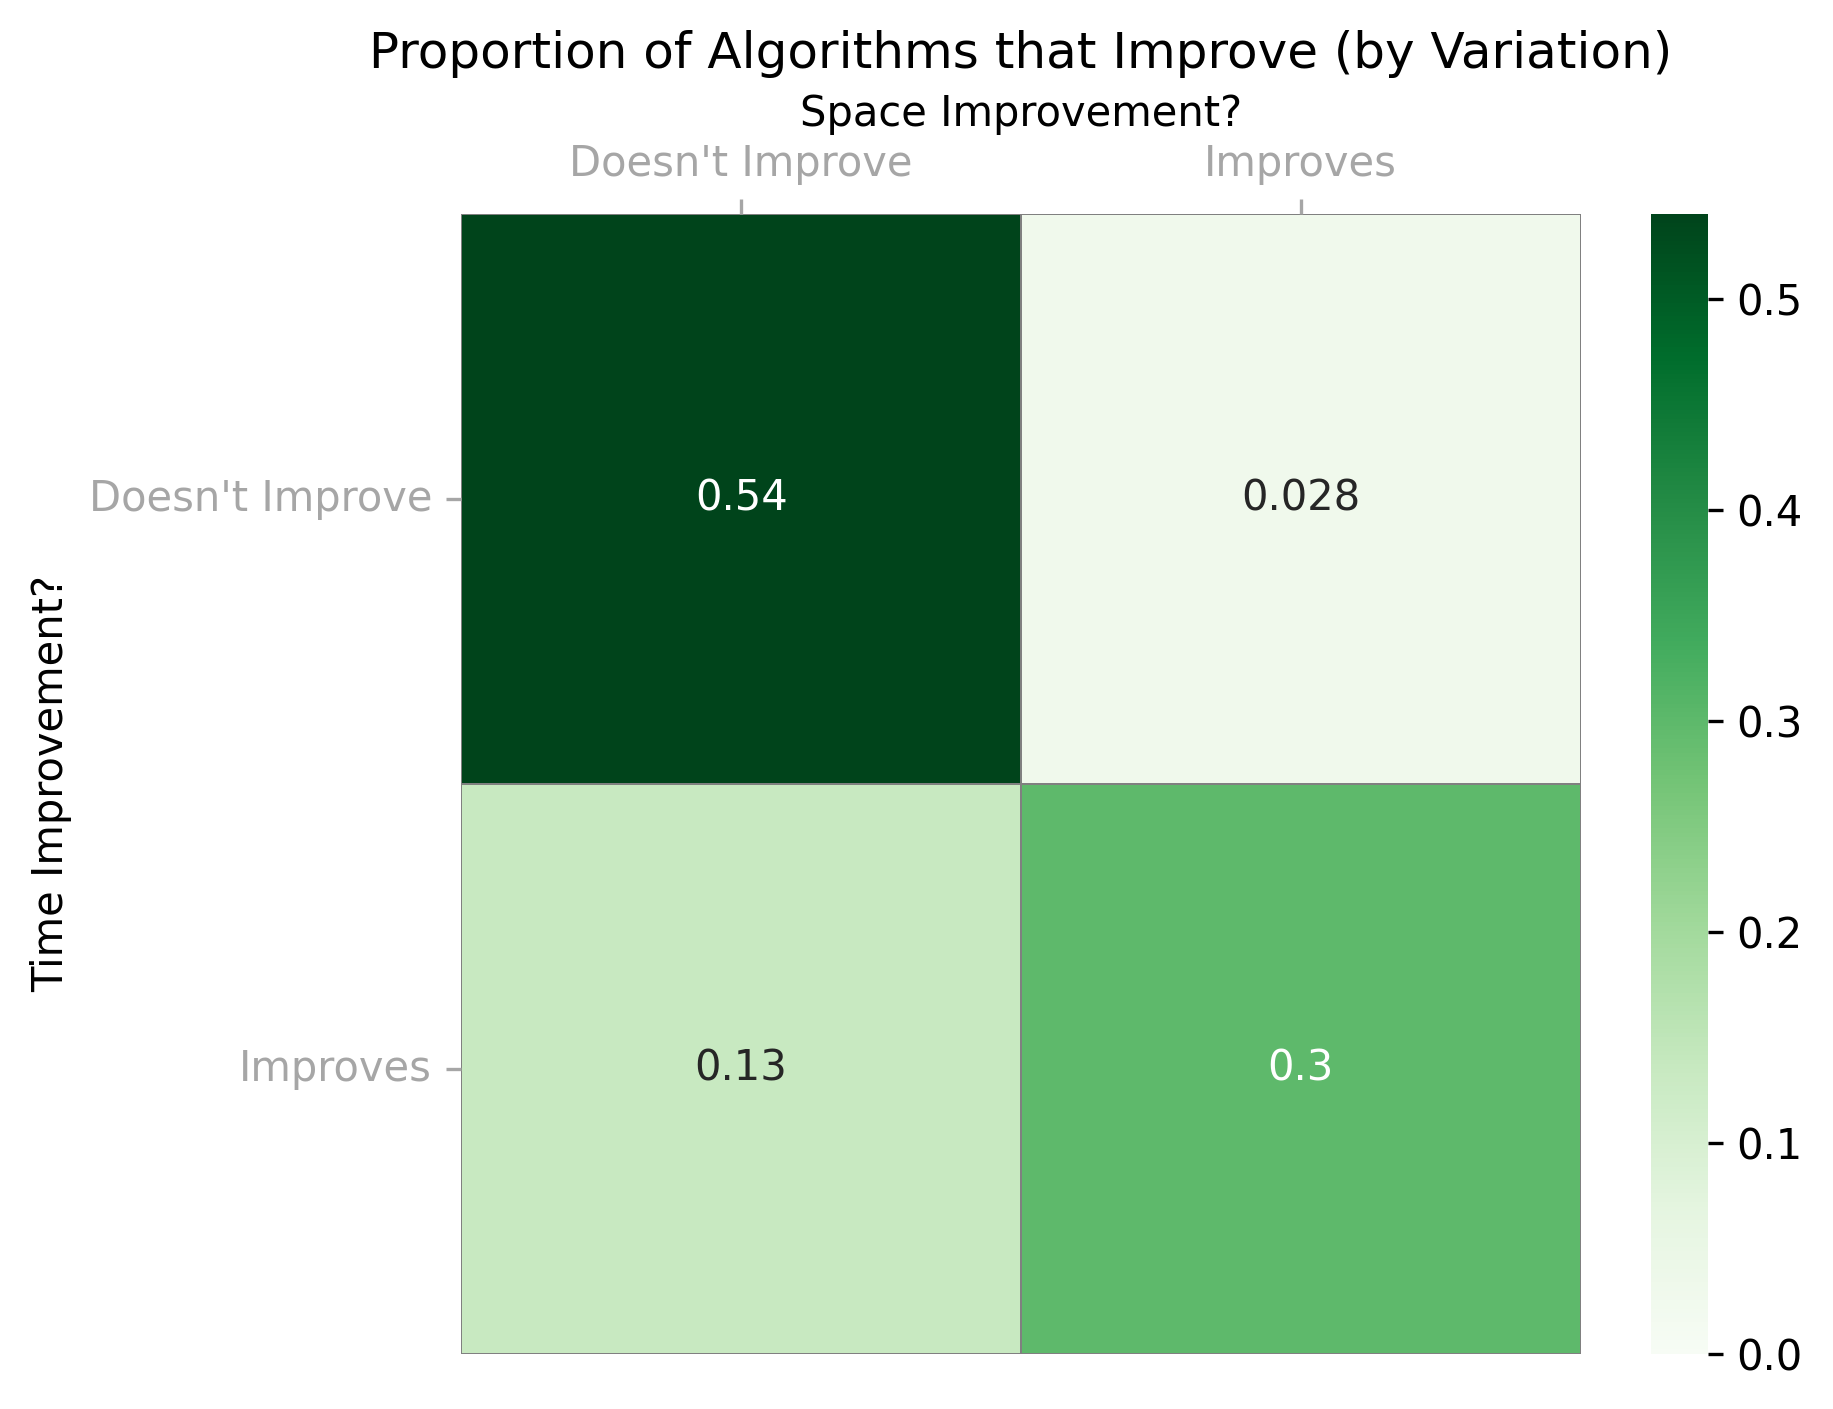 Proportion of Algorithms that Improve (by Variation)
Space Improvement?
Doesn't Improve
Improves
Time Improvement?
Doesn't Improve
0.54
0.028
Improves
0.13
0.3
0.5
0.4
0.3
0.2
0.1
0.0